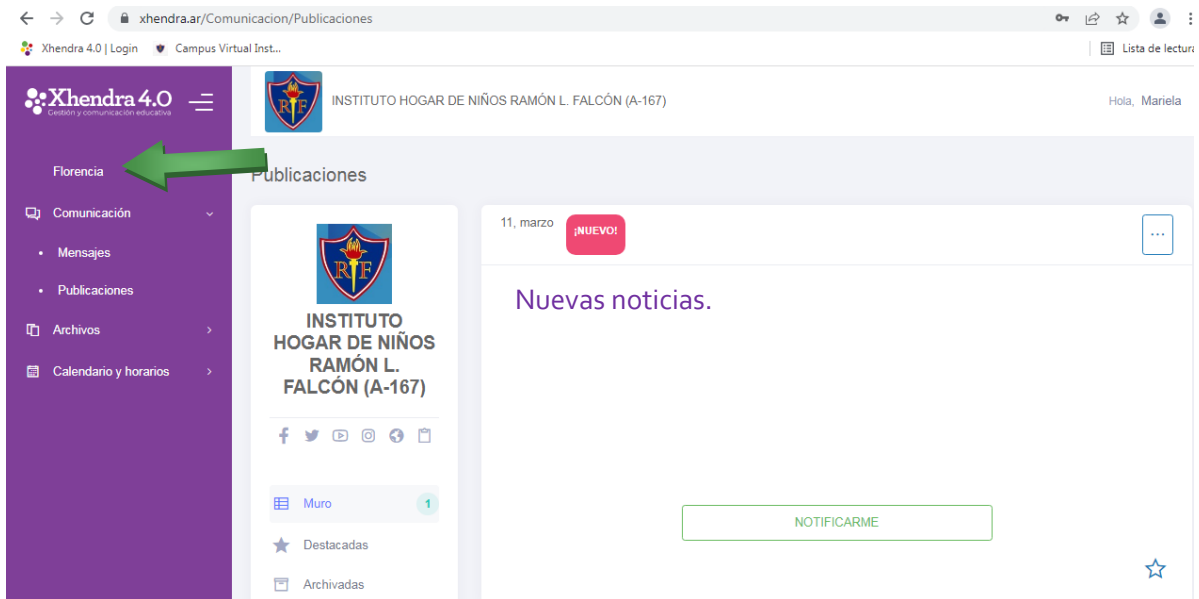 xhendra.ar/Comunicacion/Publicaciones
Xhendra 4.0 | Login
Campus Virtual Inst...
Lista de lectura
Xhendra 4.0
Gestión y comunicación educativa
INSTITUTO HOGAR DE NIÑOS RAMÓN L. FALCÓN (A-167)
Hola, Mariela
Florencia
Comunicación
Mensajes
Publicaciones
Archivos
Calendario y horarios
Publicaciones
R F
INSTITUTO
HOGAR DE NIÑOS
RAMÓN L.
FALCÓN (A-167)
Muro 1
Destacadas
Archivadas
11, marzo
¡NUEVO!
...
Nuevas noticias.
NOTIFICARME